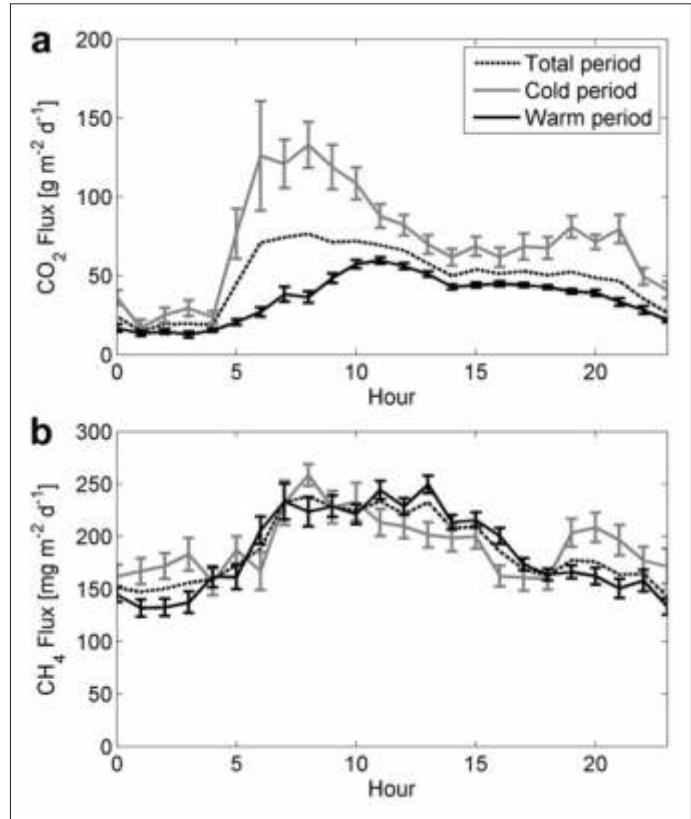 a
200
150
100
50
0
CO₂ Flux [g m⁻² d⁻¹]
Total period
Cold period
Warm period
0 5 10 15 20
Hour
b
300
250
200
150
100
50
0
CH₄ Flux [mg m⁻² d⁻¹]
0 5 10 15 20
Hour